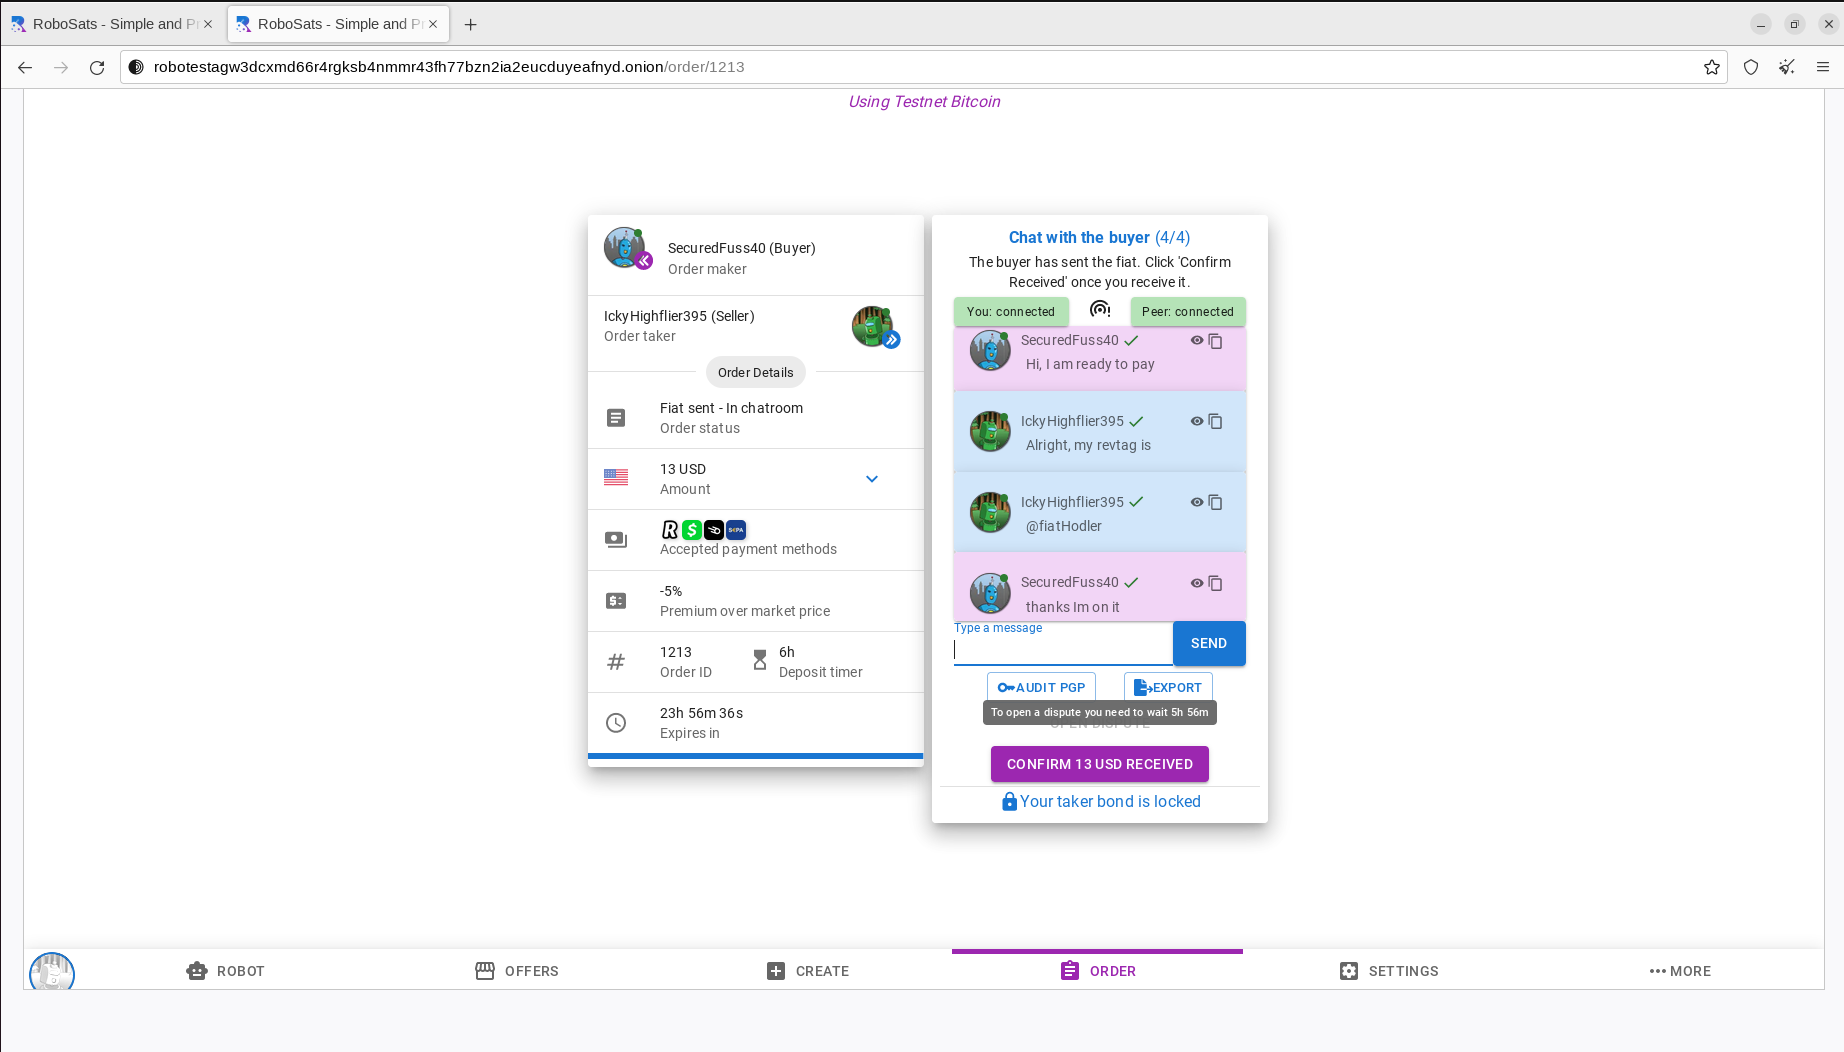 RoboSats - Simple and Pr
RoboSats - Simple and Pr
robotestagw3dcxmd66r4rgksb4nmmr43fh77bzn2ia2eucduyeafnyd.onion/order/1213
Using Testnet Bitcoin
SecuredFuss40 (Buyer)
Order maker
IckyHighflier395 (Seller)
Order taker
Order Details
Fiat sent - In chatroom
Order status
13 USD
Amount
Accepted payment methods
-5%
Premium over market price
1213
Order ID
6h
Deposit timer
23h 56m 36s
Expires in
Chat with the buyer (4/4)
The buyer has sent the fiat. Click 'Confirm
Received' once you receive it.
You: connected
Peer: connected
SecuredFuss40
Hi, I am ready to pay
IckyHighflier395
Alright, my revtag is
IckyHighflier395
@fiatHodler
SecuredFuss40
thanks Im on it
Type a message
SEND
AUDIT PGP
EXPORT
To open a dispute you need to wait 5h 56m
OPEN DISPUTE
CONFIRM 13 USD RECEIVED
Your taker bond is locked
ROBOT
OFFERS
CREATE
ORDER
SETTINGS
MORE